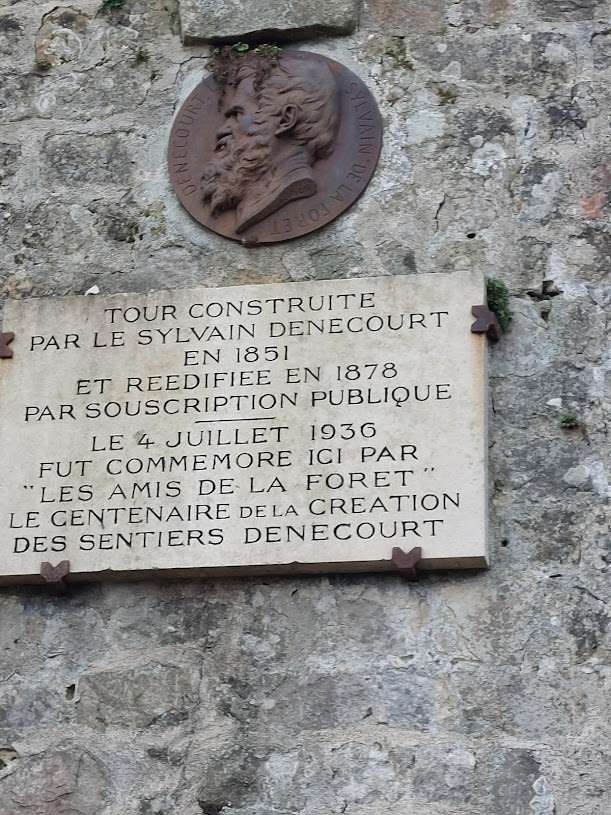 DENECOURT SYLVAIN DE LA FORET
TOUR CONSTRUITE
PAR LE SYLVAIN DENECOURT
EN 1851
ET REEDIFIEE EN 1878
PAR SOUSCRIPTION PUBLIQUE
LE 4 JUILLET 1936
FUT COMMEMORE ICI PAR
"LES AMIS DE LA FORET"
LE CENTENAIRE DE LA CREATION
DES SENTIERS DENECOURT